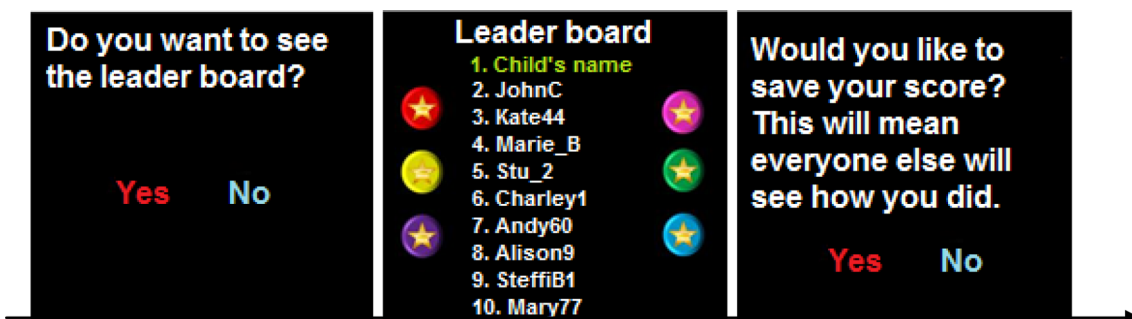 Do you want to see
the leader board?
Yes No
Leader board
1. Child's name
2. JohnC
3. Kate44
4. Marie_B
5. Stu_2
6. Charley1
7. Andy60
8. Alison9
9. SteffiB1
10. Mary77
Would you like to
save your score?
This will mean
everyone else will
see how you did.
Yes No